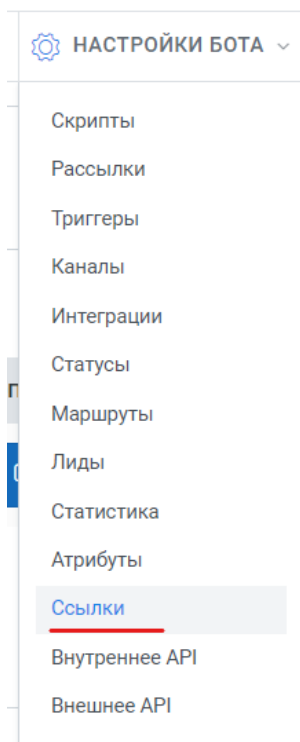 НАСТРОЙКИ БОТА
Скрипты
Рассылки
Триггеры
Каналы
Интеграции
Статусы
Маршруты
Лиды
Статистика
Атрибуты
Ссылки
Внутреннее API
Внешнее API